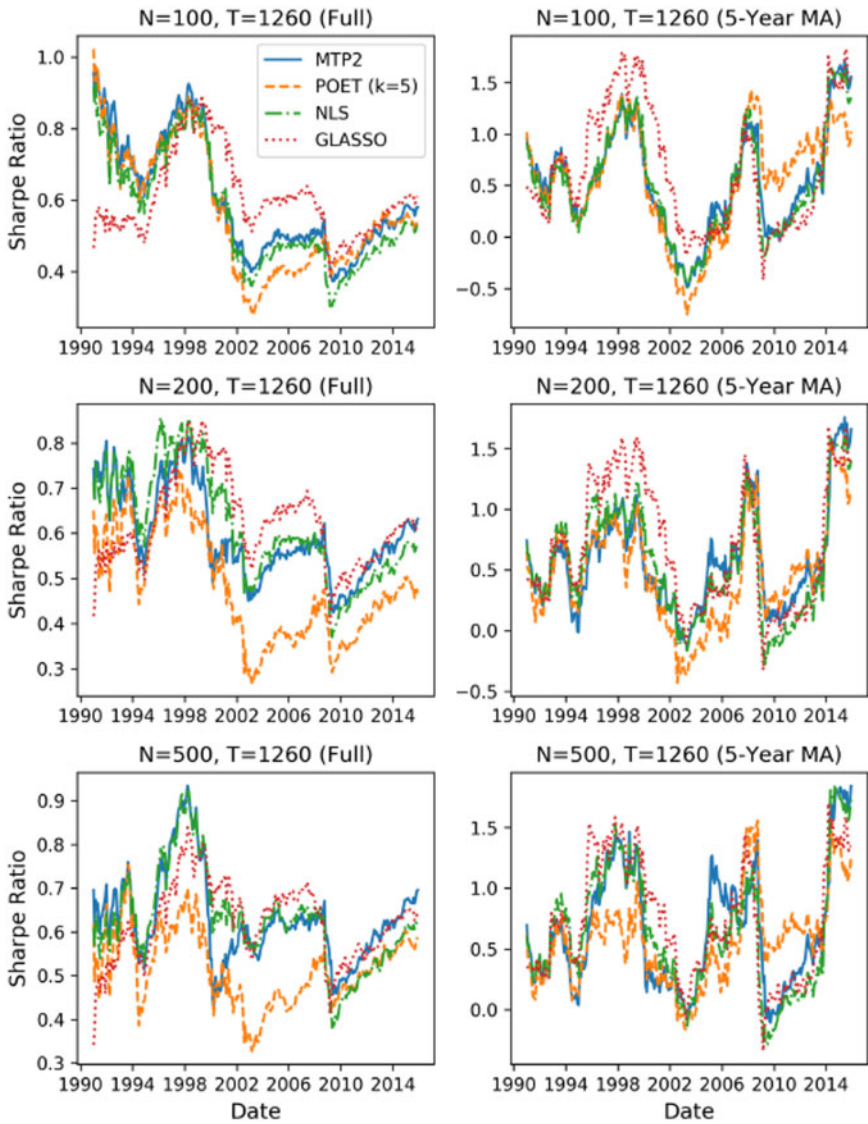 N=100, T=1260 (Full)
N=100, T=1260 (5-Year MA)
MTP2
POET (k=5)
NLS
GLASSO
Sharpe Ratio
1.0
0.8
0.6
0.4
1.5
1.0
0.5
0.0
−0.5
1990 1994 1998 2002 2006 2010 2014
1990 1994 1998 2002 2006 2010 2014
N=200, T=1260 (Full)
N=200, T=1260 (5-Year MA)
Sharpe Ratio
0.8
0.7
0.6
0.5
0.4
0.3
1.5
1.0
0.5
0.0
−0.5
1990 1994 1998 2002 2006 2010 2014
1990 1994 1998 2002 2006 2010 2014
N=500, T=1260 (Full)
N=500, T=1260 (5-Year MA)
Sharpe Ratio
0.9
0.8
0.7
0.6
0.5
0.4
0.3
1.5
1.0
0.5
0.0
1990 1994 1998 2002 2006 2010 2014
1990 1994 1998 2002 2006 2010 2014
Date
Date